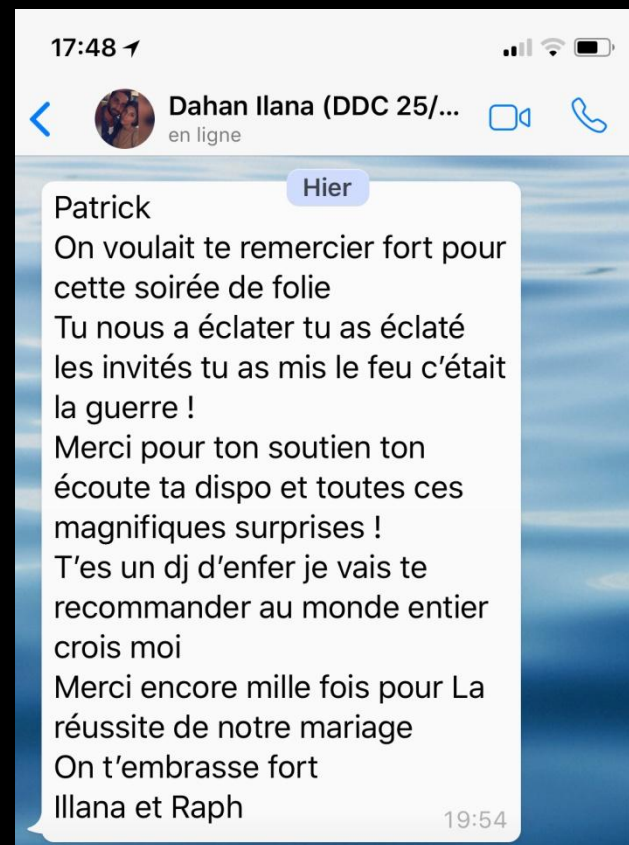 17:48
Dahan Ilana (DDC 25/...
en ligne
Hier
Patrick
On voulait te remercier fort pour
cette soirée de folie
Tu nous a éclater tu as éclaté
les invités tu as mis le feu c’était
la guerre !
Merci pour ton soutien ton
écoute ta dispo et toutes ces
magnifiques surprises !
T’es un dj d’enfer je vais te
recommander au monde entier
crois moi
Merci encore mille fois pour La
réussite de notre mariage
On t’embrasse fort
Illana et Raph
19:54